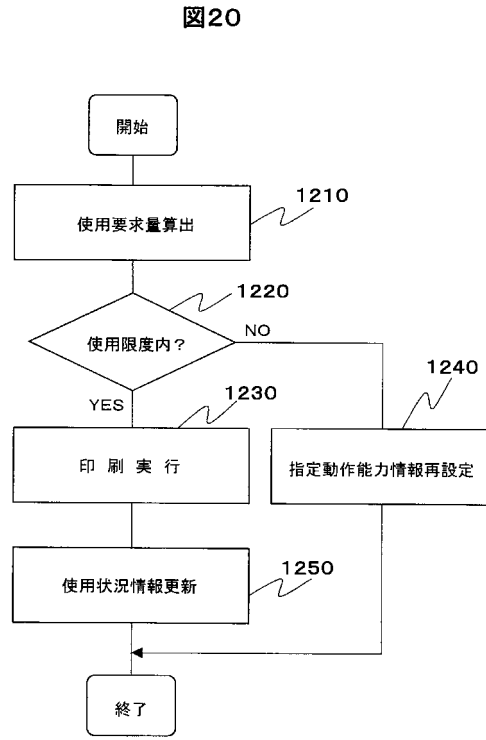 図20
開始
1210
使用要求量算出
1220
使用限度内?
NO
YES
1230
1240
印刷実行
指定動作能力情報再設定
1250
使用状況情報更新
終了